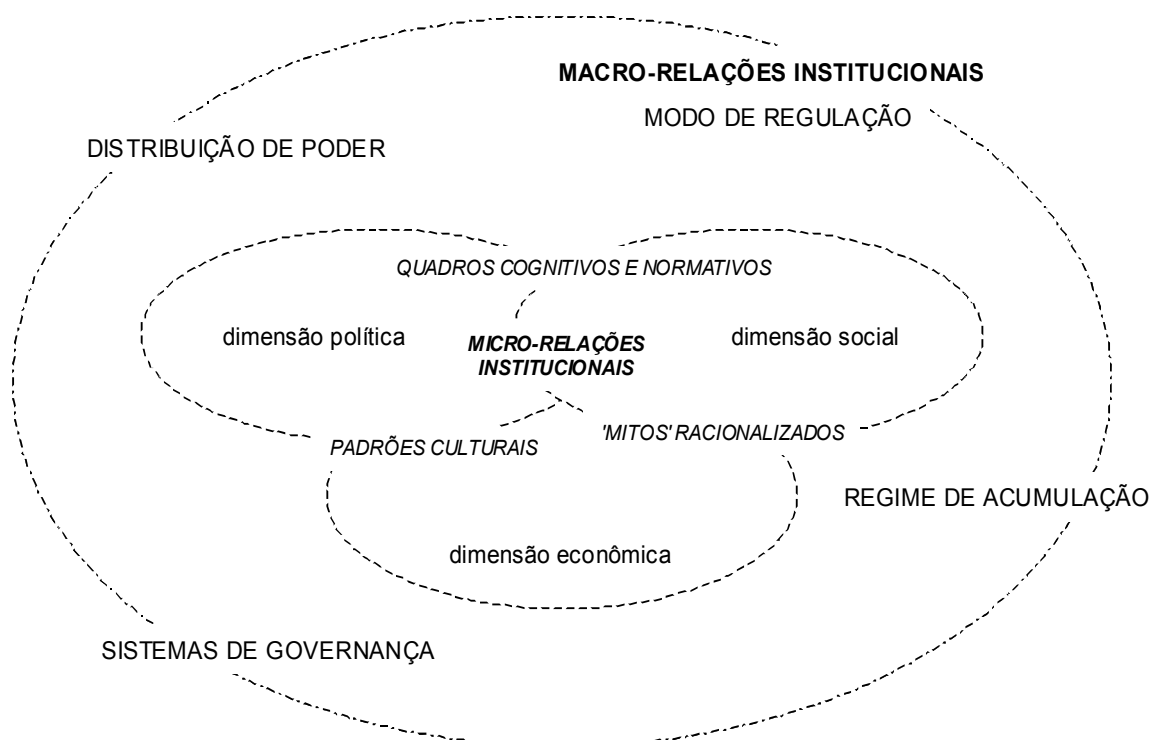 MACRO-RELAÇÕES INSTITUCIONAIS
MODO DE REGULAÇÃO
DISTRIBUIÇÃO DE PODER
QUADROS COGNITIVOS E NORMATIVOS
dimensão política
MICRO-RELAÇÕES
INSTITUCIONAIS
dimensão social
'MITOS' RACIONALIZADOS
PADRÕES CULTURAIS
REGIME DE ACUMULAÇÃO
dimensão econômica
SISTEMAS DE GOVERNANÇA